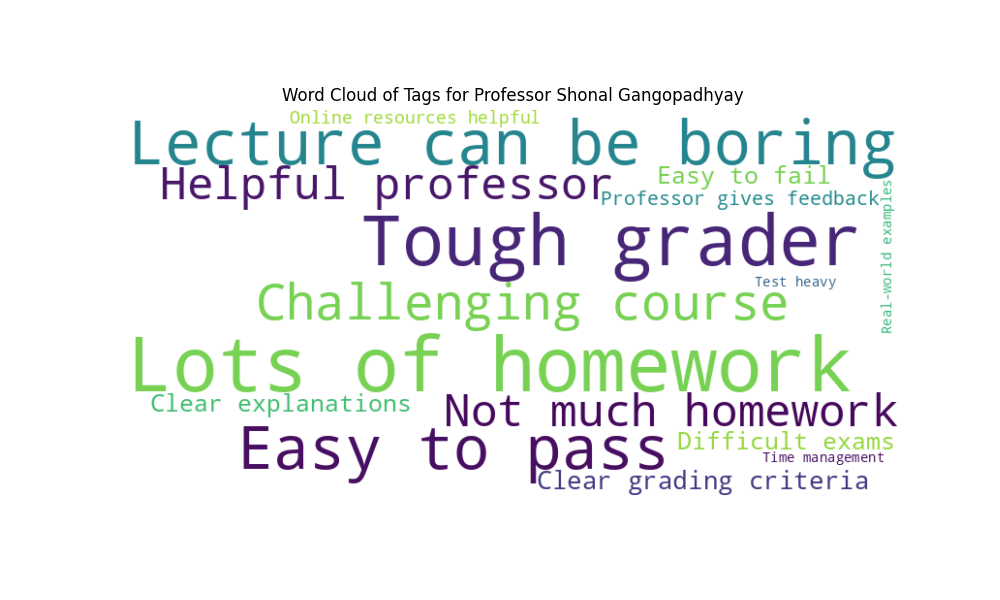 Word Cloud of Tags for Professor Shonal Gangopadhyay
Online resources helpful
Lecture can be boring
Helpful professor
Easy to fail
Professor gives feedback
Real-world examples
Tough grader
Test heavy
Challenging course
Lots of homework
Clear explanations
Not much homework
Easy to pass
Difficult exams
Time management
Clear grading criteria